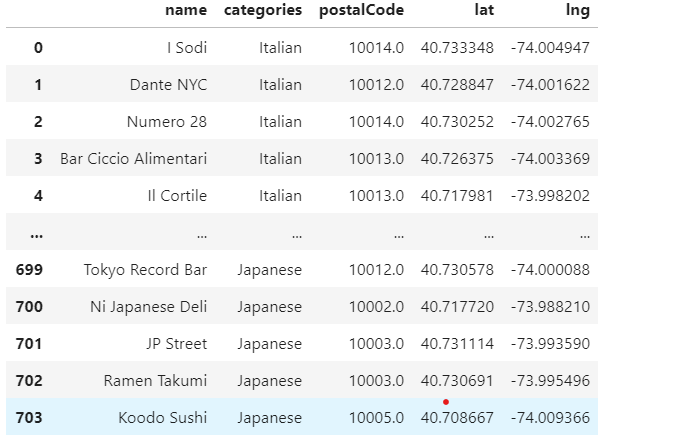 name categories postalCode lat lng
0 I Sodi Italian 10014.0 40.733348 -74.004947
1 Dante NYC Italian 10012.0 40.728847 -74.001622
2 Numero 28 Italian 10014.0 40.730252 -74.002765
3 Bar Ciccio Alimentari Italian 10013.0 40.726375 -74.003369
4 Il Cortile Italian 10013.0 40.717981 -73.998202
... ... ... ... ... ...
699 Tokyo Record Bar Japanese 10012.0 40.730578 -74.000088
700 Ni Japanese Deli Japanese 10002.0 40.717720 -73.988210
701 JP Street Japanese 10003.0 40.731114 -73.993590
702 Ramen Takumi Japanese 10003.0 40.730691 -73.995496
703 Koodo Sushi Japanese 10005.0 40.708667 -74.009366